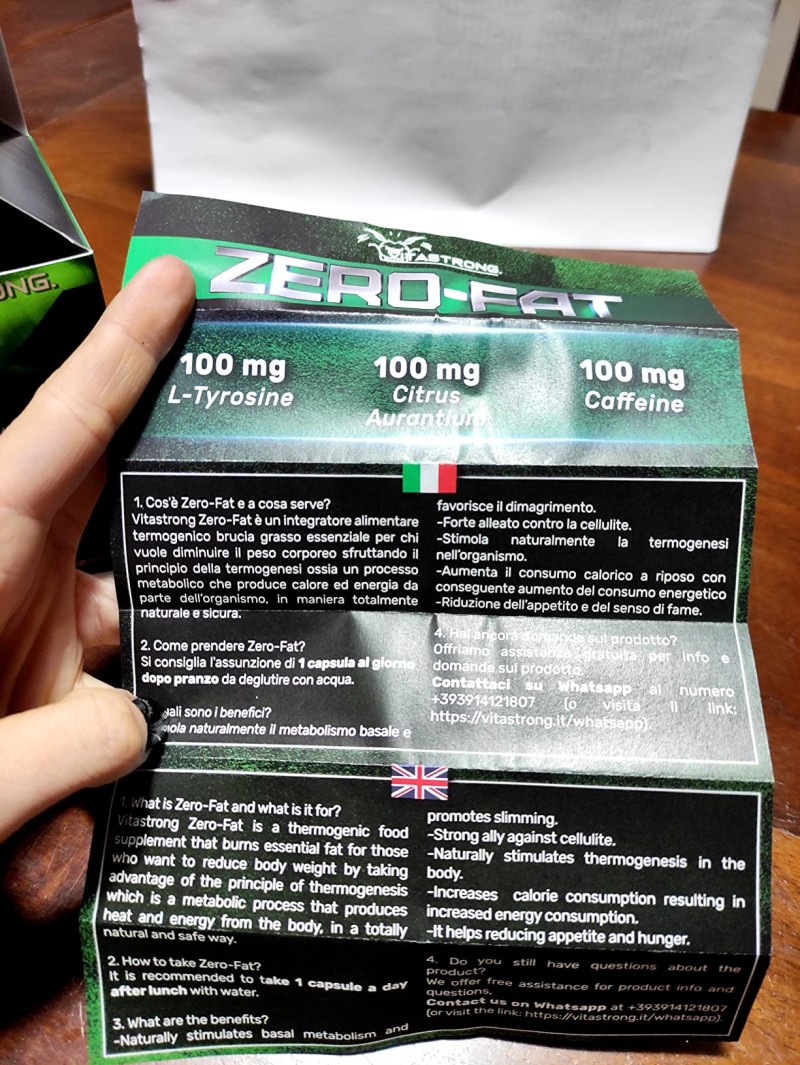 ONG.
VITASTRONG.
ZERO-FAT
100 mg
L-Tyrosine
100 mg
Citrus
Aurantium
100 mg
Caffeine
1. Cos'è Zero-Fat e a cosa serve?
Vitastrong Zero-Fat è un integratore alimentare
termogenico brucia grasso essenziale per chi
vuole diminuire il peso corporeo sfruttando il
principio della termogenesi ossia un processo
metabolico che produce calore ed energia da
parte dell'organismo, in maniera totalmente
naturale e sicura.
2. Come prendere Zero-Fat?
Si consiglia l'assunzione di 1 capsula al giorno
dopo pranzo da deglutire con acqua.
ali sono i benefici?
ola naturalmente il metabolismo basale e
favorisce il dimagrimento.
-Forte alleato contro la cellulite.
-Stimola naturalmente la termogenesi
nell'organismo.
-Aumenta il consumo calorico a riposo con
conseguente aumento del consumo energetico
-Riduzione dell'appetito e del senso di fame.
4. Hai ancora domande sul prodotto?
Offriamo assistenza gratuita per info e
domande sul prodotto.
Contattaci su Whatsapp al numero
+393914121807 (o visita il link:
https://vitastrong.it/whatsapp).
1. What is Zero-Fat and what is it for?
Vitastrong Zero-Fat is a thermogenic food
supplement that burns essential fat for those
who want to reduce body weight by taking
advantage of the principle of thermogenesis
which is a metabolic process that produces
heat and energy from the body, in a totally
natural and safe way.
2. How to take Zero-Fat?
It is recommended to take 1 capsule a day
after lunch with water.
3. What are the benefits?
-Naturally stimulates basal metabolism and
promotes slimming.
-Strong ally against cellulite.
-Naturally stimulates thermogenesis in the
body.
-Increases calorie consumption resulting in
increased energy consumption.
-It helps reducing appetite and hunger.
4. Do you still have questions about the
product?
We offer free assistance for product info and
questions.
Contact us on Whatsapp at +393914121807
(or visit the link: https://vitastrong.it/whatsapp).